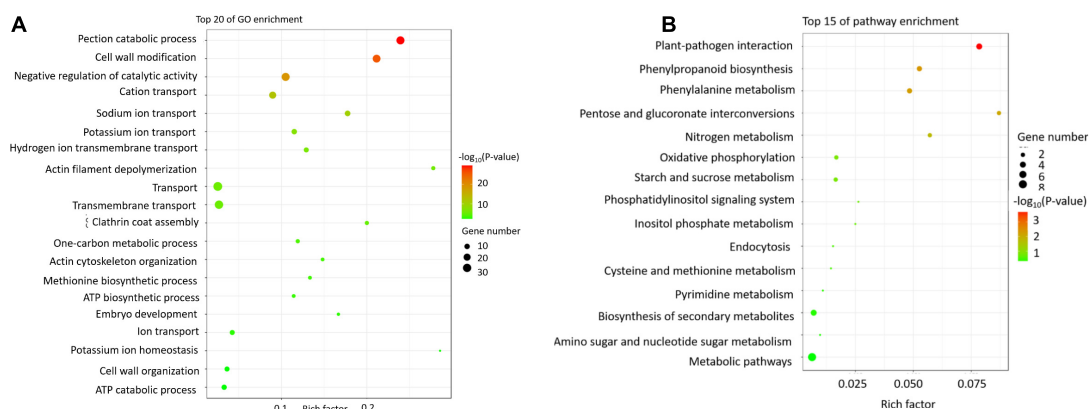 A
Top 20 of GO enrichment
Pection catabolic process
Cell wall modification
Negative regulation of catalytic activity
Cation transport
Sodium ion transport
Potassium ion transport
Hydrogen ion transmembrane transport
Actin filament depolymerization
Transport
Transmembrane transport
Clathrin coat assembly
One-carbon metabolic process
Actin cytoskeleton organization
Methionine biosynthetic process
ATP biosynthetic process
Embryo development
Ion transport
Potassium ion homeostasis
Cell wall organization
ATP catabolic process
0.1
Rich factor
0.2
-log10(P-value)
20
10
Gene number
10
20
30
B
Top 15 of pathway enrichment
Plant-pathogen interaction
Phenylpropanoid biosynthesis
Phenylalanine metabolism
Pentose and glucoronate interconversions
Nitrogen metabolism
Oxidative phosphorylation
Starch and sucrose metabolism
Phosphatidylinositol signaling system
Inositol phosphate metabolism
Endocytosis
Cysteine and methionine metabolism
Pyrimidine metabolism
Biosynthesis of secondary metabolites
Amino sugar and nucleotide sugar metabolism
Metabolic pathways
0.025
0.050
0.075
Rich factor
Gene number
2
4
6
8
-log10(P-value)
3
2
1